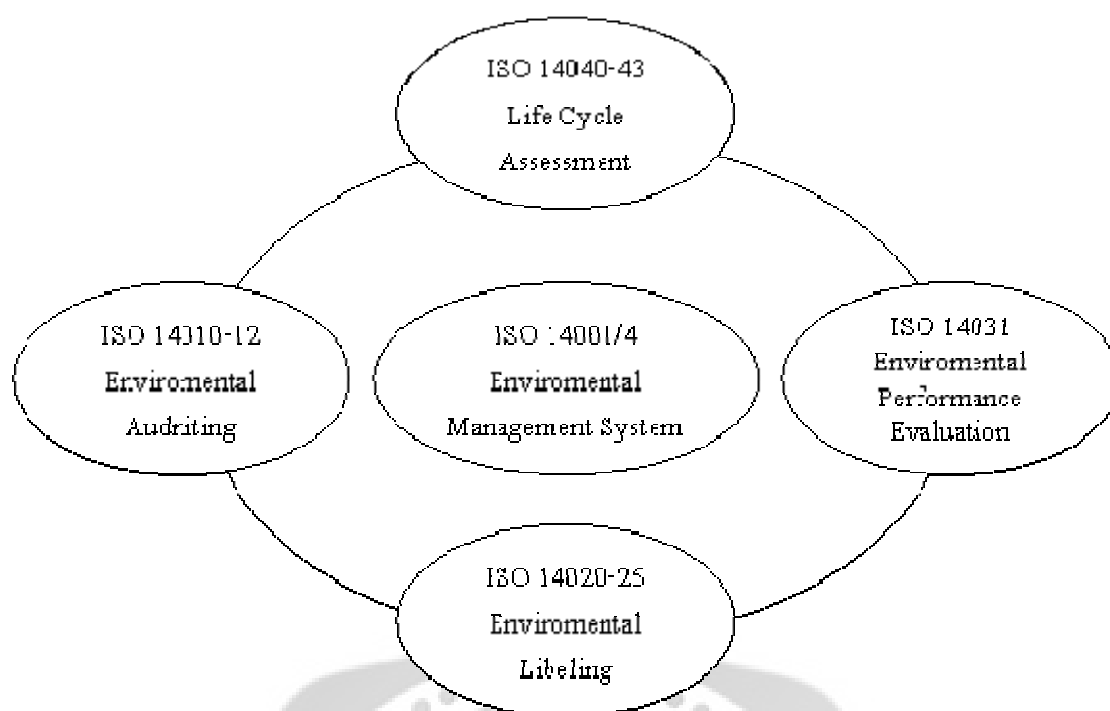 ISO 14040-43
Life Cycle
Assessment
ISO 14010-12
Enviromental
Audriting
ISO 14001/4
Enviromental
Management System
ISO 14031
Enviromental
Performance
Evaluation
ISO 14020-25
Enviromental
Libeling